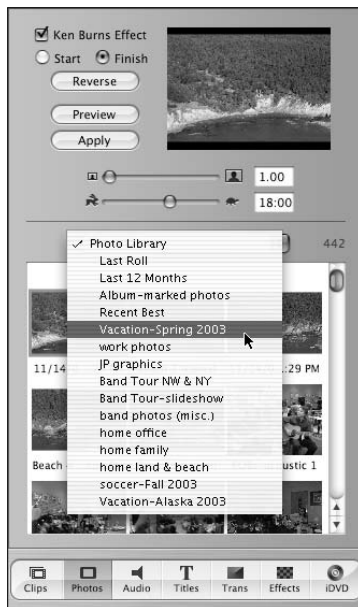 Ken Burns Effect
Start Finish
Reverse
Preview
Apply
1.00
18:00
442
✓ Photo Library
Last Roll
Last 12 Months
Album-marked photos
Recent Best
Vacation-Spring 2003
work photos
JP graphics
Band Tour NW & NY
Band Tour-slideshow
band photos (misc.)
home office
home family
home land & beach
soccer-Fall 2003
Vacation-Alaska 2003
11/14 :29 PM
Beach ustic 1
Clips Photos Audio Titles Trans Effects iDVD